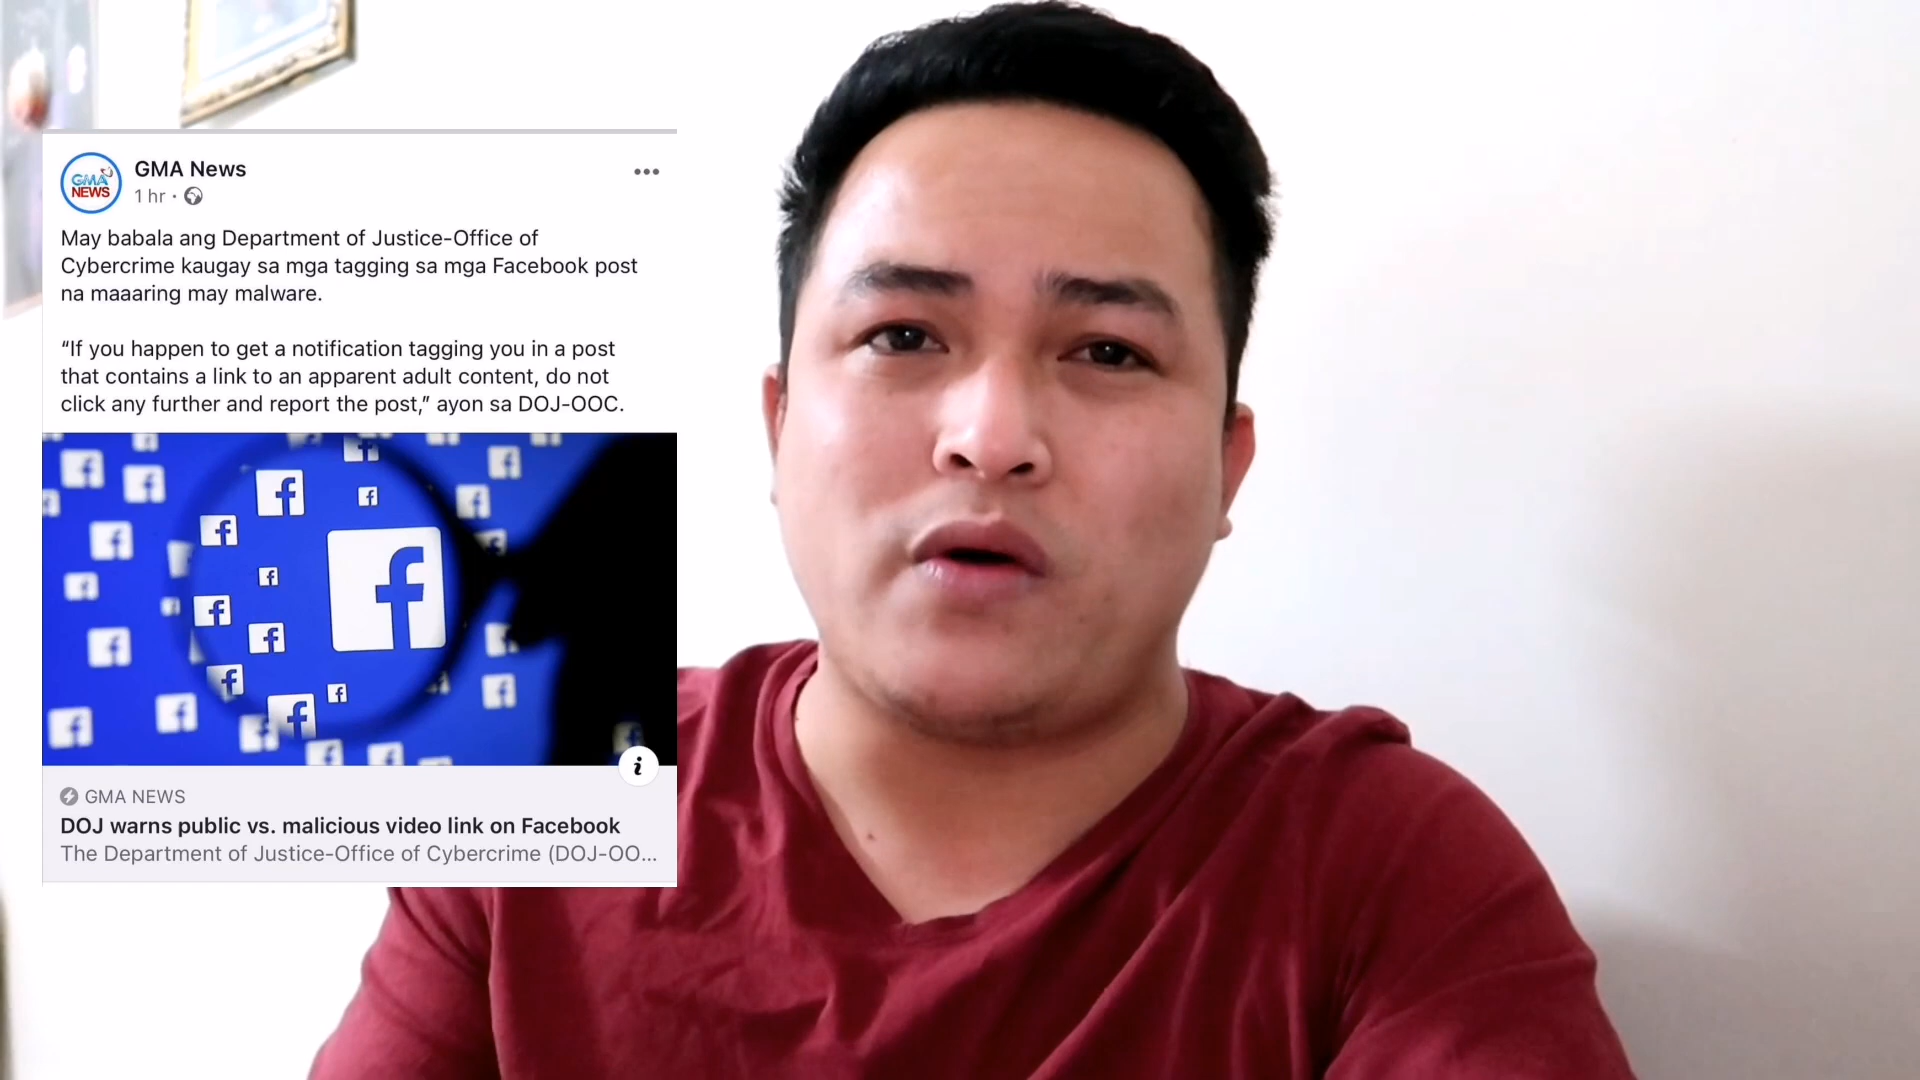 GMA News
GMA
NEWS
1 hr ·
May babala ang Department of Justice-Office of
Cybercrime kaugay sa mga tagging sa mga Facebook post
na maaaring may malware.
“If you happen to get a notification tagging you in a post
that contains a link to an apparent adult content, do not
click any further and report the post,” ayon sa DOJ-OOC.
GMA NEWS
DOJ warns public vs. malicious video link on Facebook
The Department of Justice-Office of Cybercrime (DOJ-OO...